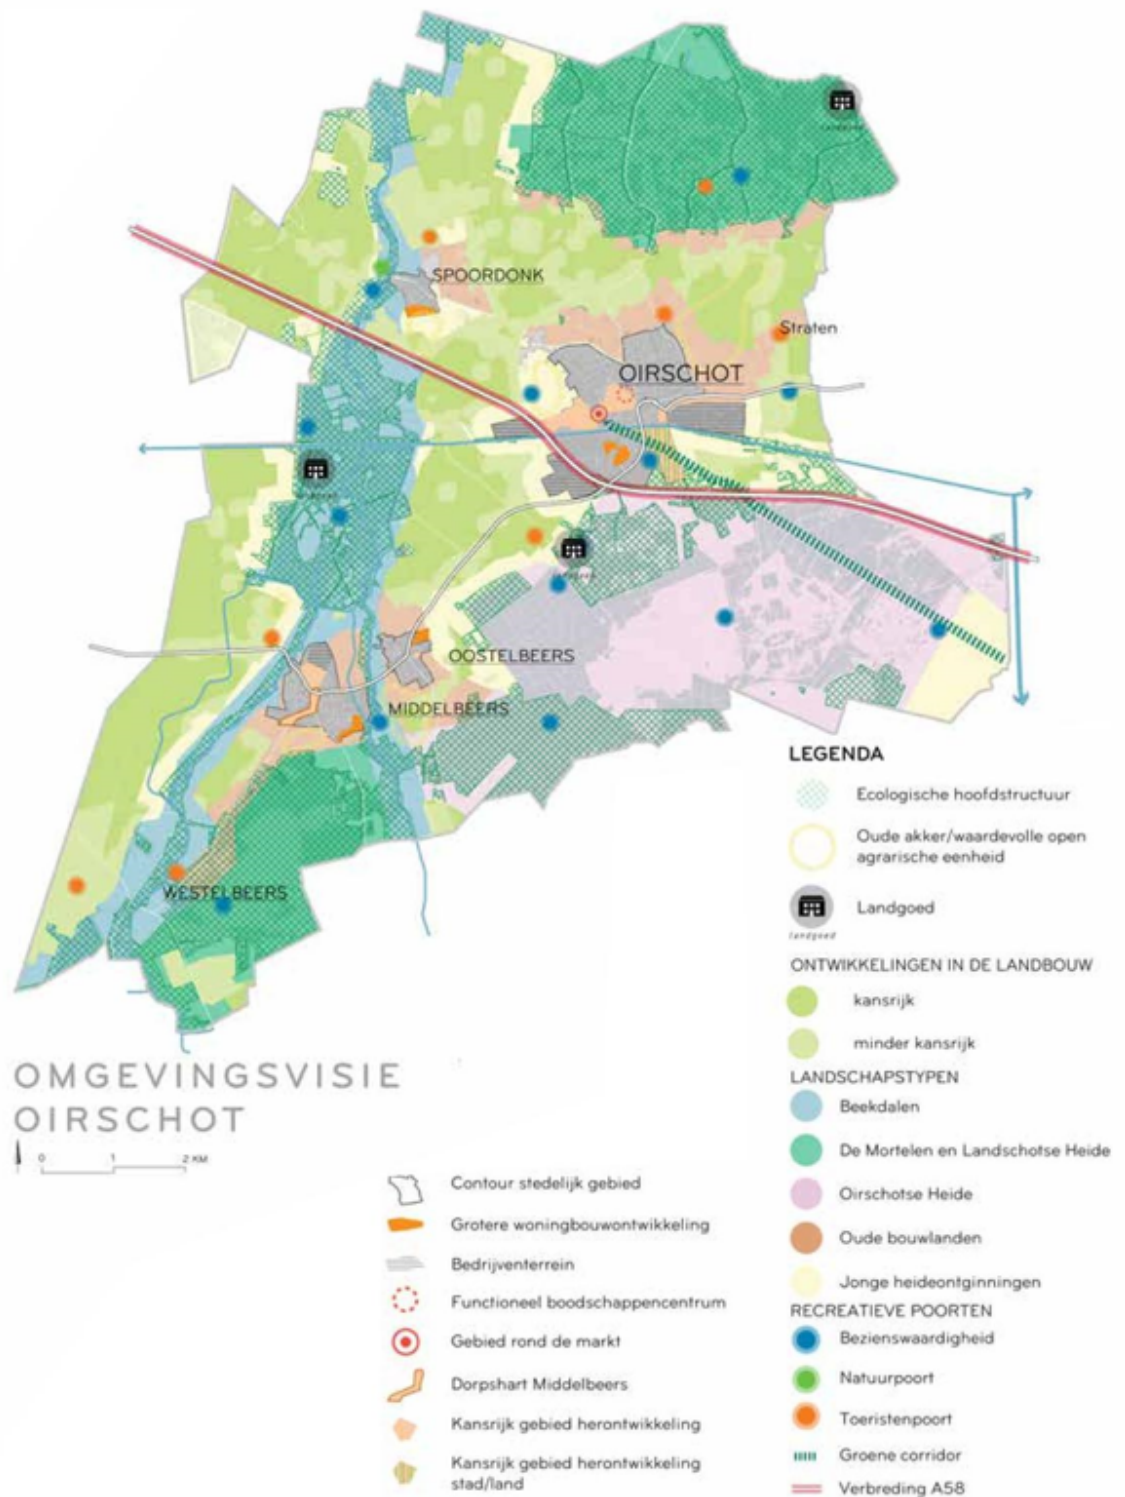 SPOORDONK
Straten
OIRSCHOT
OOSTELBEERS
MIDDELBEERS
WESTELBEERS
OMGEVINGSVISIE
OIRSCHOT
0 1 2 KM
LEGENDA
Ecologische hoofdstructuur
Oude akker/waardevolle open
agrarische eenheid
Landgoed
landgoed
ONTWIKKELINGEN IN DE LANDBOUW
kansrijk
minder kansrijk
LANDSCHAPSTYPEN
Beekdalen
De Mortelen en Landschotse Heide
Oirschotse Heide
Oude bouwlanden
Jonge heideontginningen
RECREATIEVE POORTEN
Bezienswaardigheid
Natuurpoort
Toeristenpoort
Groene corridor
Verbreding A58
Contour stedelijk gebied
Grotere woningbouwontwikkeling
Bedrijventerrein
Functioneel boodschappencentrum
Gebied rond de markt
Dorpshart Middelbeers
Kansrijk gebied herontwikkeling
Kansrijk gebied herontwikkeling
stad/land